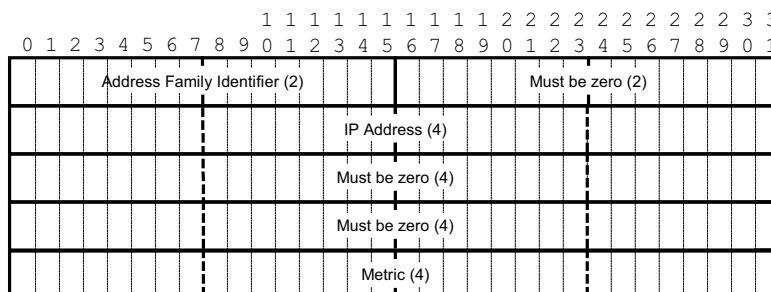 1 1 1 1 1 1 1 1 1 1 2 2 2 2 2 2 2 2 2 2 3 3
0 1 2 3 4 5 6 7 8 9 0 1 2 3 4 5 6 7 8 9 0 1 2 3 4 5 6 7 8 9 0 1
Address Family Identifier (2) Must be zero (2)
IP Address (4)
Must be zero (4)
Must be zero (4)
Metric (4)